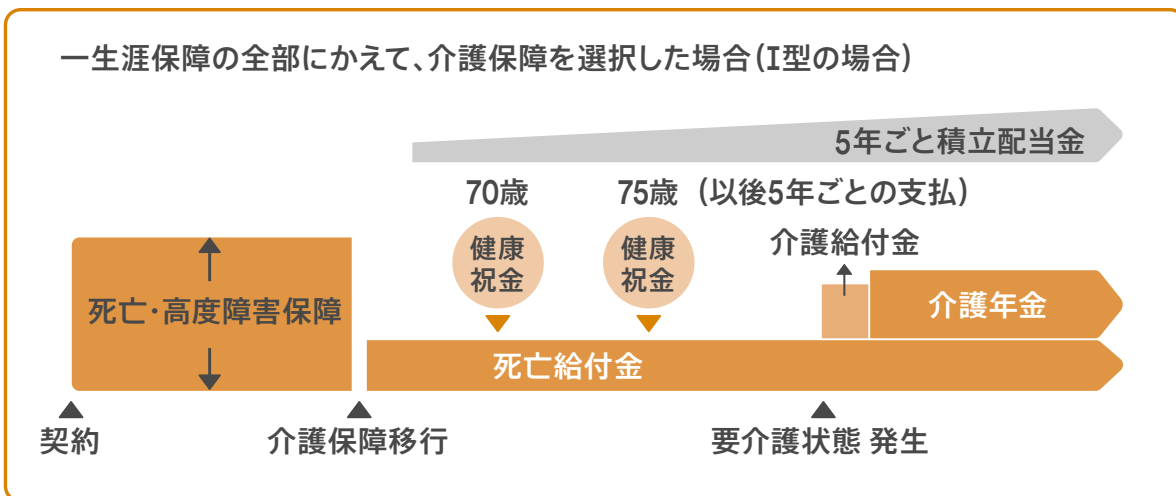 一生涯保障の全部にかえて、介護保障を選択した場合(I型の場合)
5年ごと積立配当金
70歳
75歳
(以後5年ごとの支払)
健康
祝金
健康
祝金
介護給付金
死亡・高度障害保障
介護年金
死亡給付金
契約
介護保障移行
要介護状態 発生